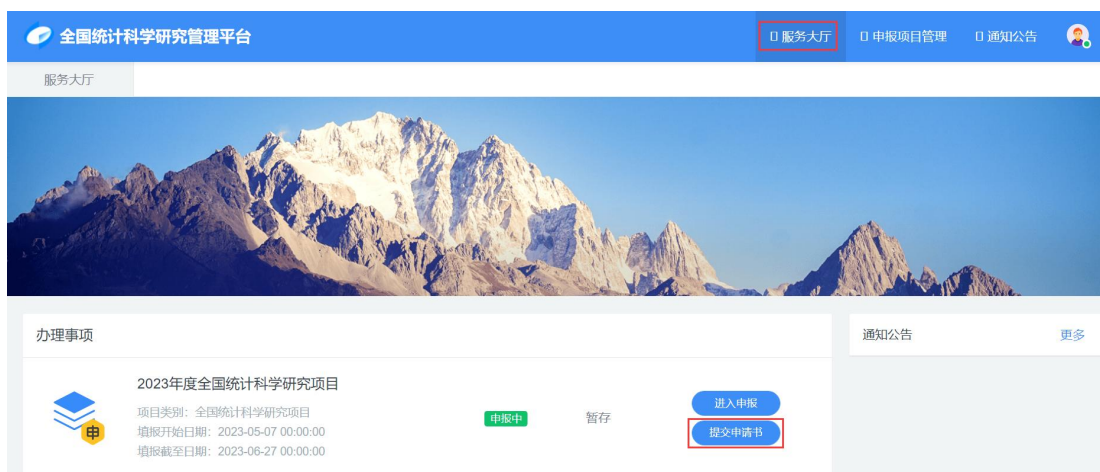 全国统计科学研究管理平台
服务大厅
申报项目管理
通知公告
服务大厅
办理事项
通知公告
更多
2023年度全国统计科学研究项目
项目类别：全国统计科学研究项目
填报开始日期：2023-05-07 00:00:00
填报截至日期：2023-06-27 00:00:00
申
申报中
暂存
进入申报
提交申请书